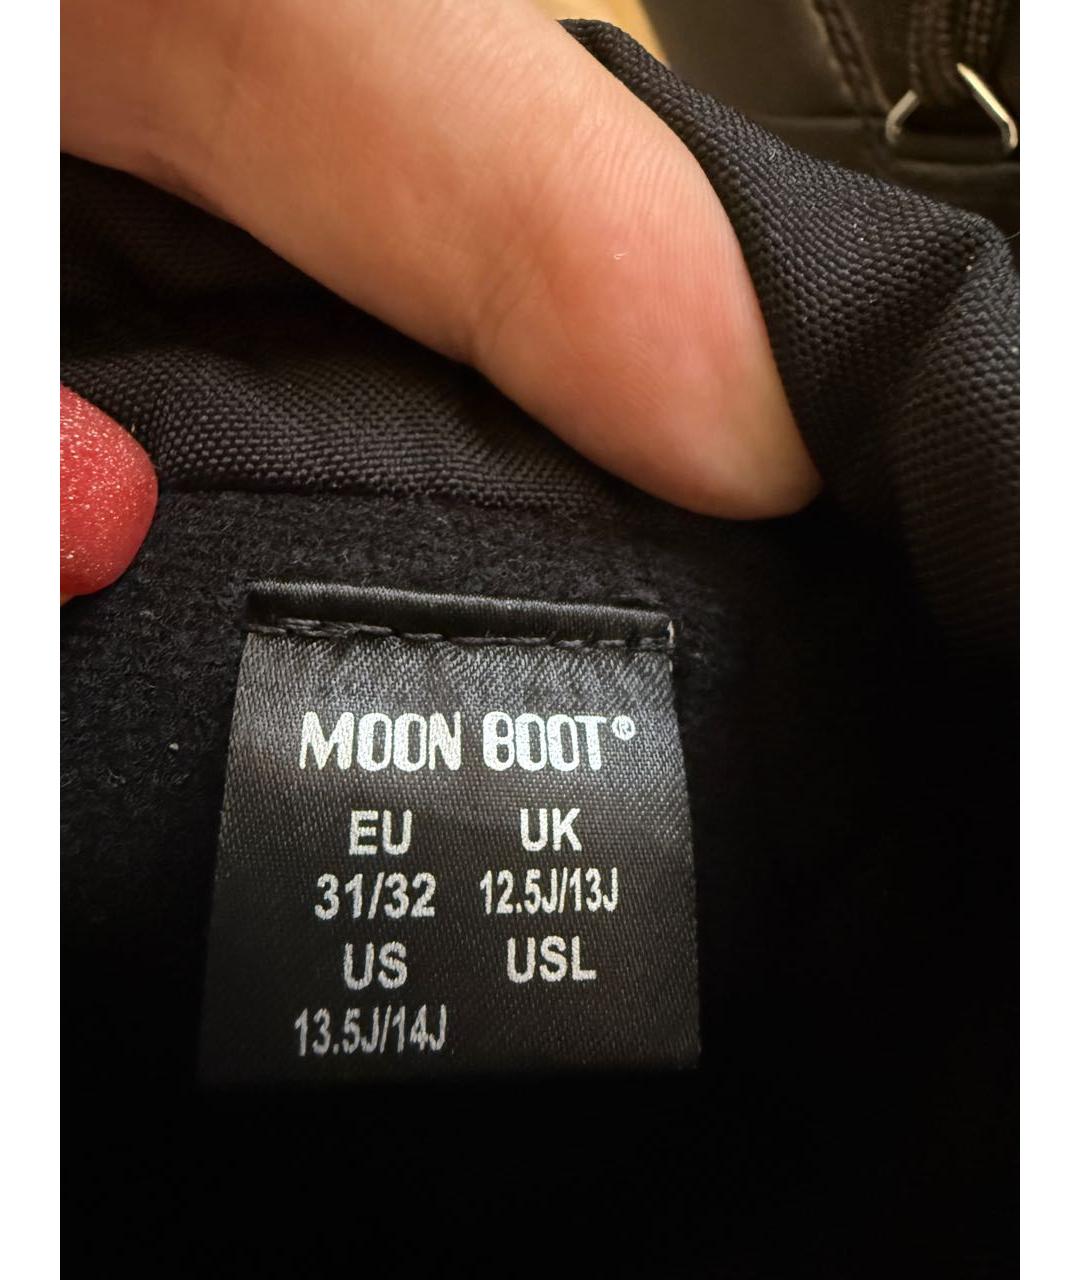 MOON BOOT®
EU UK
31/32 12.5J/13J
US USL
13.5J/14J